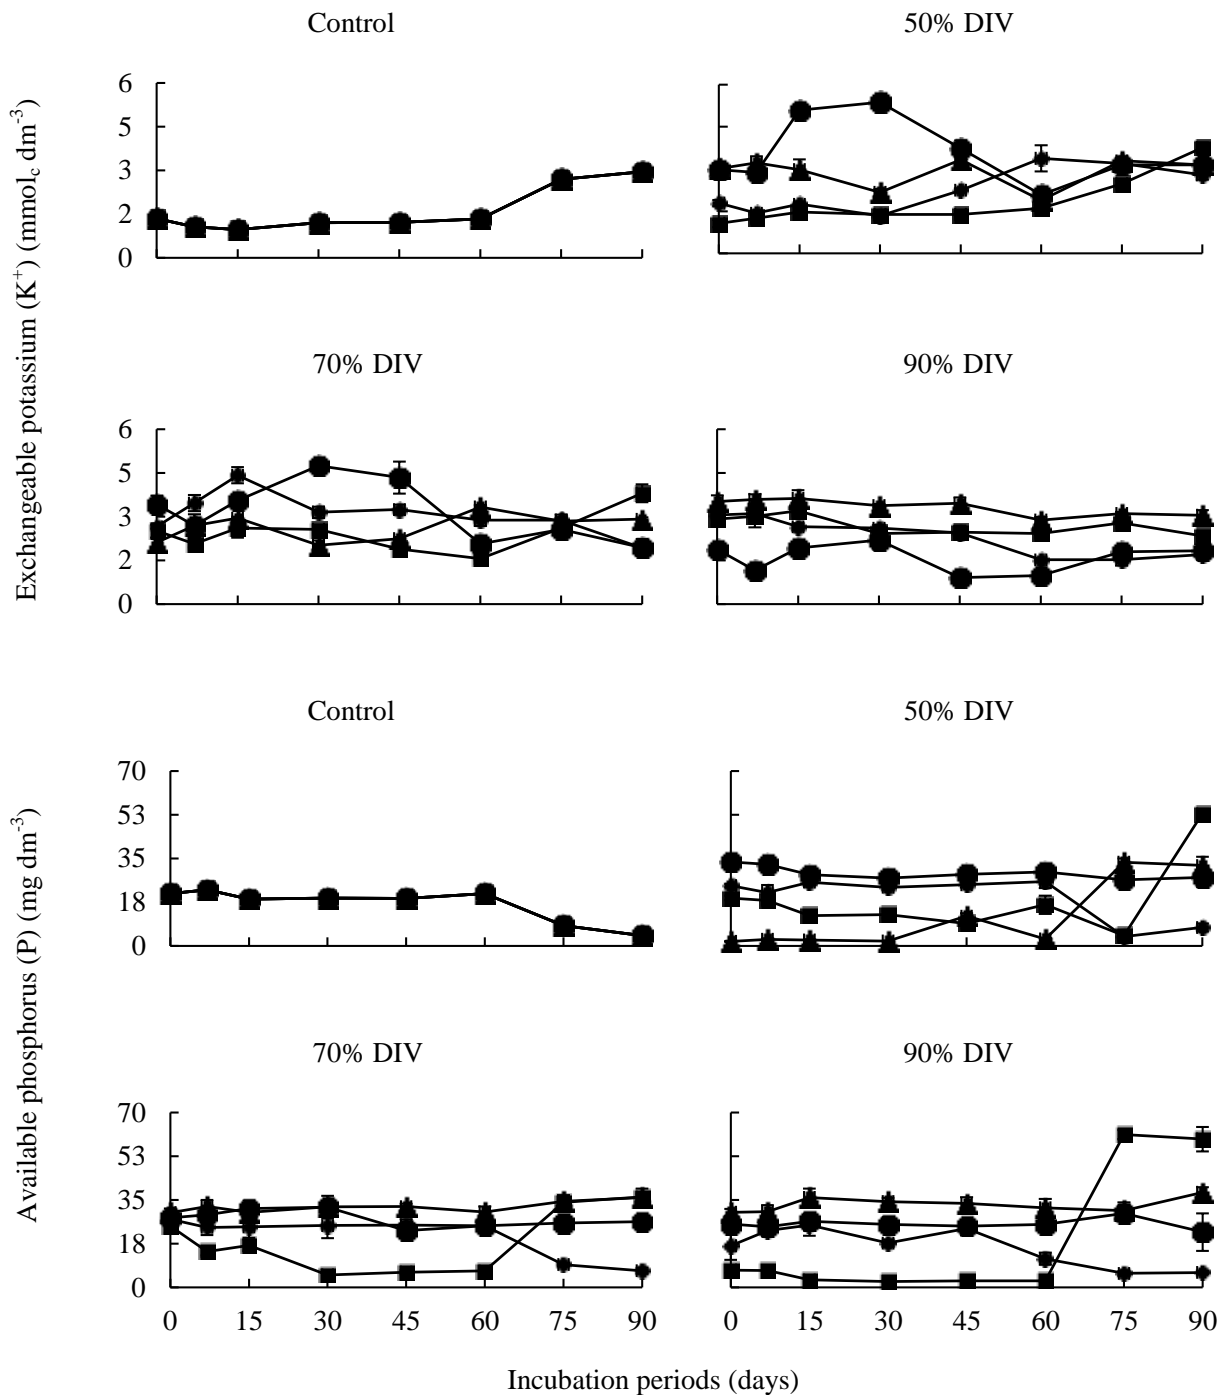 Control
50% DIV
6
5
3
2
0
70% DIV
90% DIV
6
5
3
2
0
Exchangeable potassium (K+) (mmolc dm-3)
Control
50% DIV
70
53
35
18
0
70% DIV
90% DIV
70
53
35
18
0
Available phosphorus (P) (mg dm-3)
0 15 30 45 60 75 90 0 15 30 45 60 75 90
Incubation periods (days)